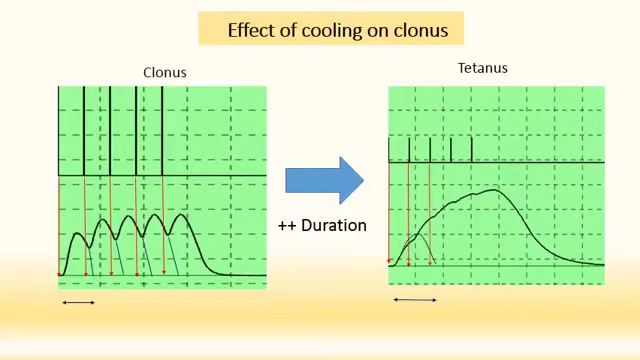 Effect of cooling on clonus
Clonus
Tetanus
++ Duration